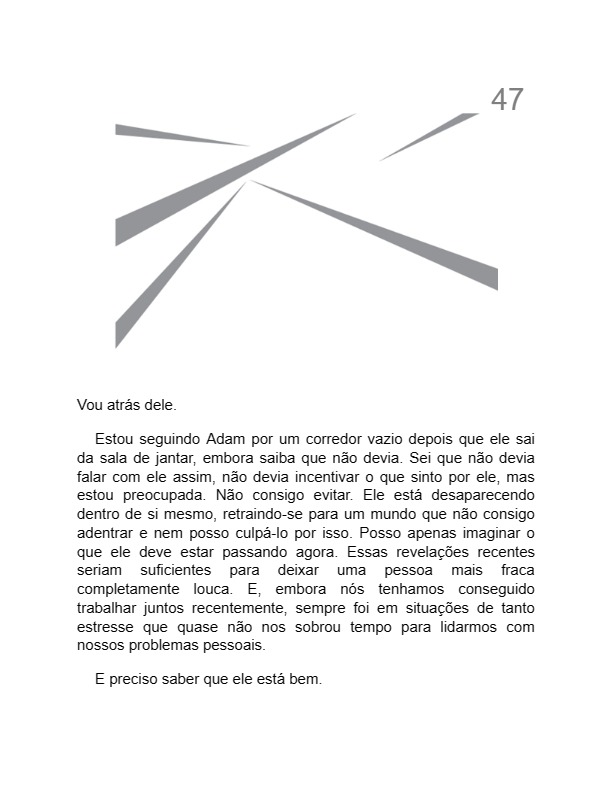 47
Vou atrás dele.
Estou seguindo Adam por um corredor vazio depois que ele sai
da sala de jantar, embora saiba que não devia. Sei que não devia
falar com ele assim, não devia incentivar o que sinto por ele, mas
estou preocupada. Não consigo evitar. Ele está desaparecendo
dentro de si mesmo, retraindo-se para um mundo que não consigo
adentrar e nem posso culpá-lo por isso. Posso apenas imaginar o
que ele deve estar passando agora. Essas revelações recentes
seriam suficientes para deixar uma pessoa mais fraca
completamente louca. E, embora nós tenhamos conseguido
trabalhar juntos recentemente, sempre foi em situações de tanto
estresse que quase não nos sobrou tempo para lidarmos com
nossos problemas pessoais.
E preciso saber que ele está bem.